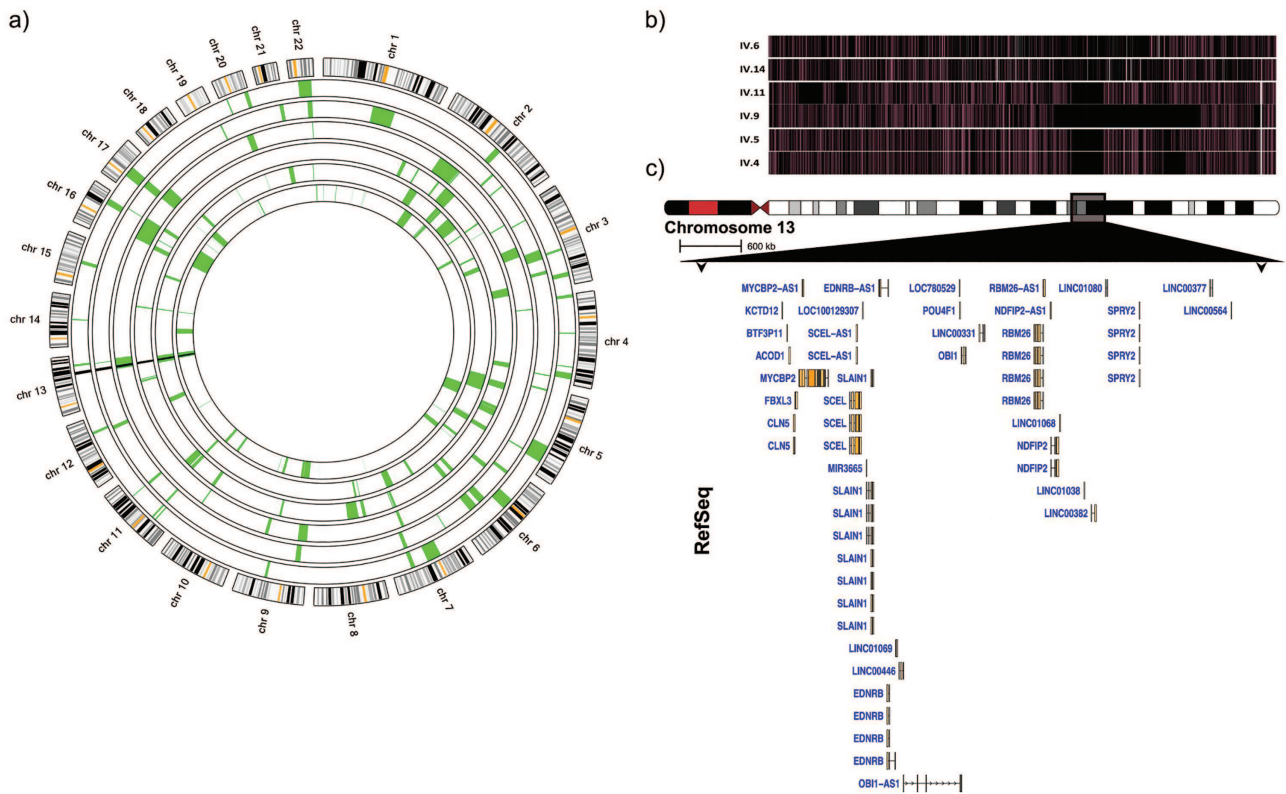 a)
chr 1
chr 2
chr 3
chr 4
chr 5
chr 6
chr 7
chr 8
chr 9
chr 10
chr 11
chr 12
chr 13
chr 14
chr 15
chr 16
chr 17
chr 18
chr 19
chr 20
chr 21
chr 22
b)
IV.6
IV.14
IV.11
IV.9
IV.5
IV.4
c)
Chromosome 13
600 kb
RefSeq
MYCBP2-AS1 EDNRB-AS1 LOC780529 RBM26-AS1 LINC01080 LINC00377
KCTD12 LOC100129307 POU4F1 NDFIP2-AS1 SPRY2 LINC00564
BTF3P11 SCEL-AS1 LINC00331 RBM26 SPRY2
ACOD1 SCEL-AS1 OBI1 RBM26 SPRY2
MYCBP2 SLAIN1 RBM26 SPRY2
FBXL3 SCEL RBM26
CLN5 SCEL LINC01068
CLN5 SCEL NDFIP2
MIR3665 NDFIP2
SLAIN1 LINC01038
SLAIN1 LINC00382
SLAIN1
SLAIN1
SLAIN1
SLAIN1
SLAIN1
LINC01069
LINC00446
EDNRB
EDNRB
EDNRB
EDNRB
OBI1-AS1